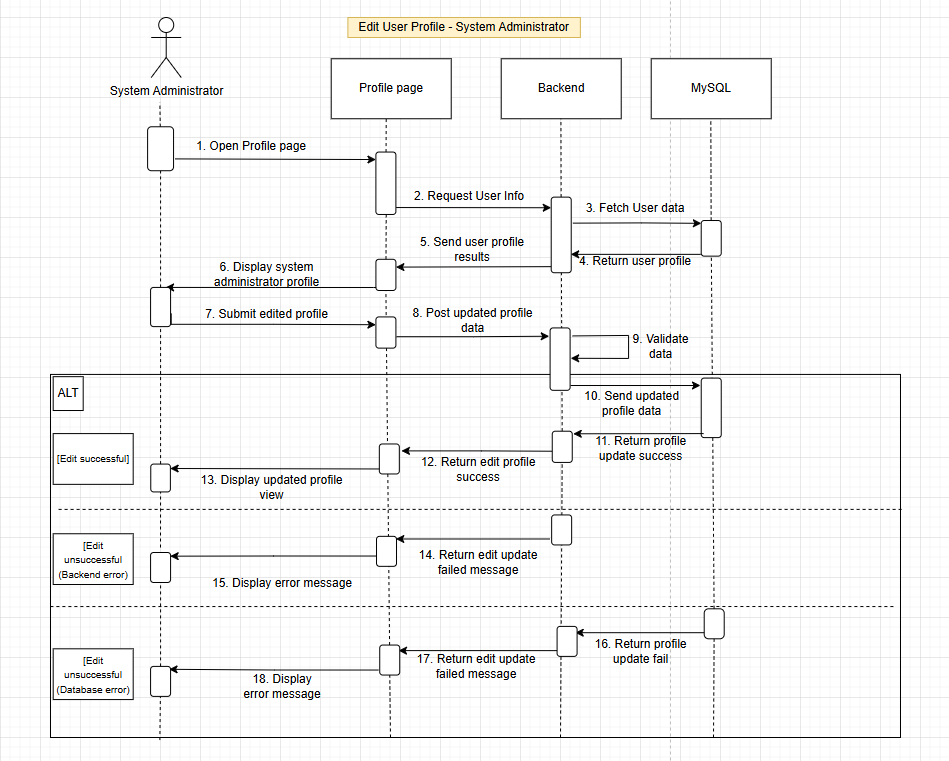 Edit User Profile - System Administrator
System Administrator
Profile page
Backend
MySQL
1. Open Profile page
2. Request User Info
3. Fetch User data
4. Return user profile
5. Send user profile
results
6. Display system
administrator profile
7. Submit edited profile
8. Post updated profile
data
9. Validate
data
ALT
10. Send updated
profile data
[Edit successful]
11. Return profile
update success
12. Return edit profile
success
13. Display updated profile
view
[Edit
unsuccessful
(Backend error)
14. Return edit update
failed message
15. Display error message
[Edit
unsuccessful
(Database error)
16. Return profile
update fail
17. Return edit update
failed message
18. Display
error message